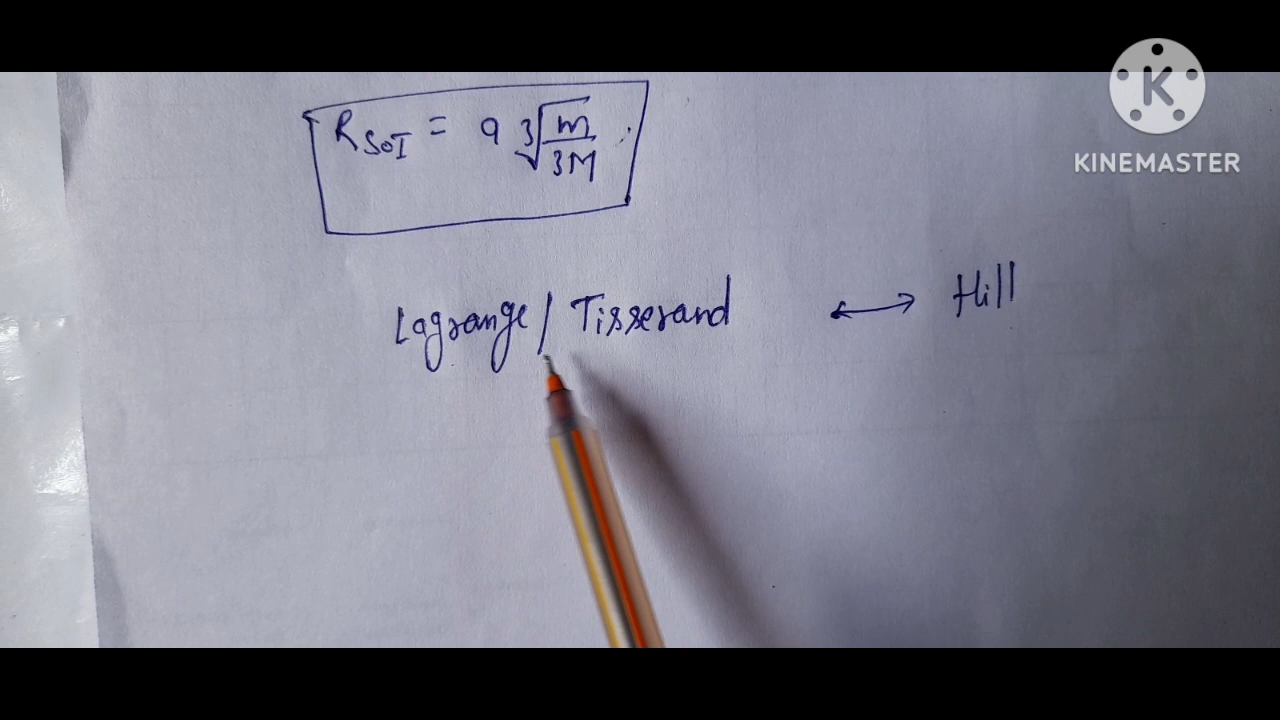 R_SOI = a ∛(m/3M)
K
KINEMASTER
Lagrange / Tisserand ⟷ Hill